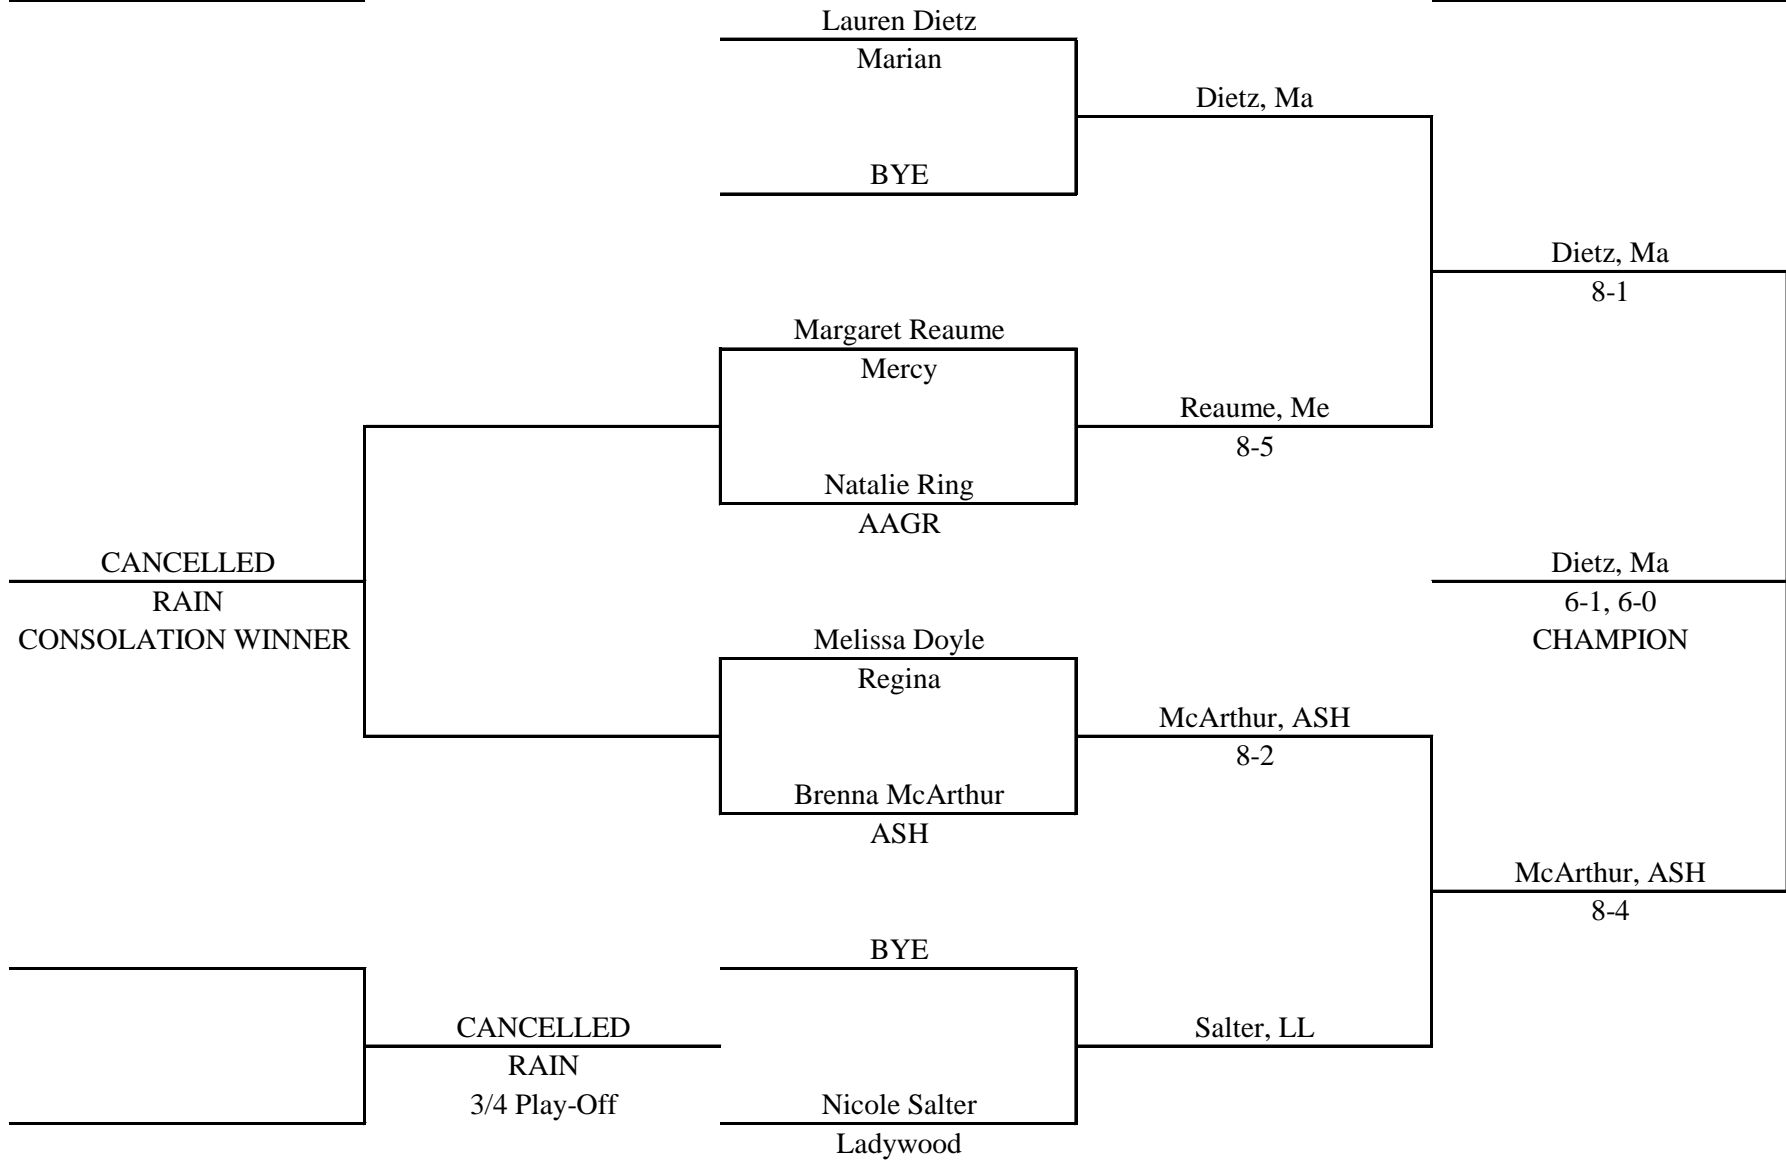 Lauren Dietz
Marian
Dietz, Ma
BYE
Dietz, Ma
8-1
Margaret Reaume
Mercy
Reaume, Me
8-5
Natalie Ring
AAGR
CANCELLED
RAIN
CONSOLATION WINNER
Dietz, Ma
6-1, 6-0
CHAMPION
Melissa Doyle
Regina
McArthur, ASH
8-2
Brenna McArthur
ASH
McArthur, ASH
8-4
BYE
CANCELLED
RAIN
3/4 Play-Off
Salter, LL
Nicole Salter
Ladywood